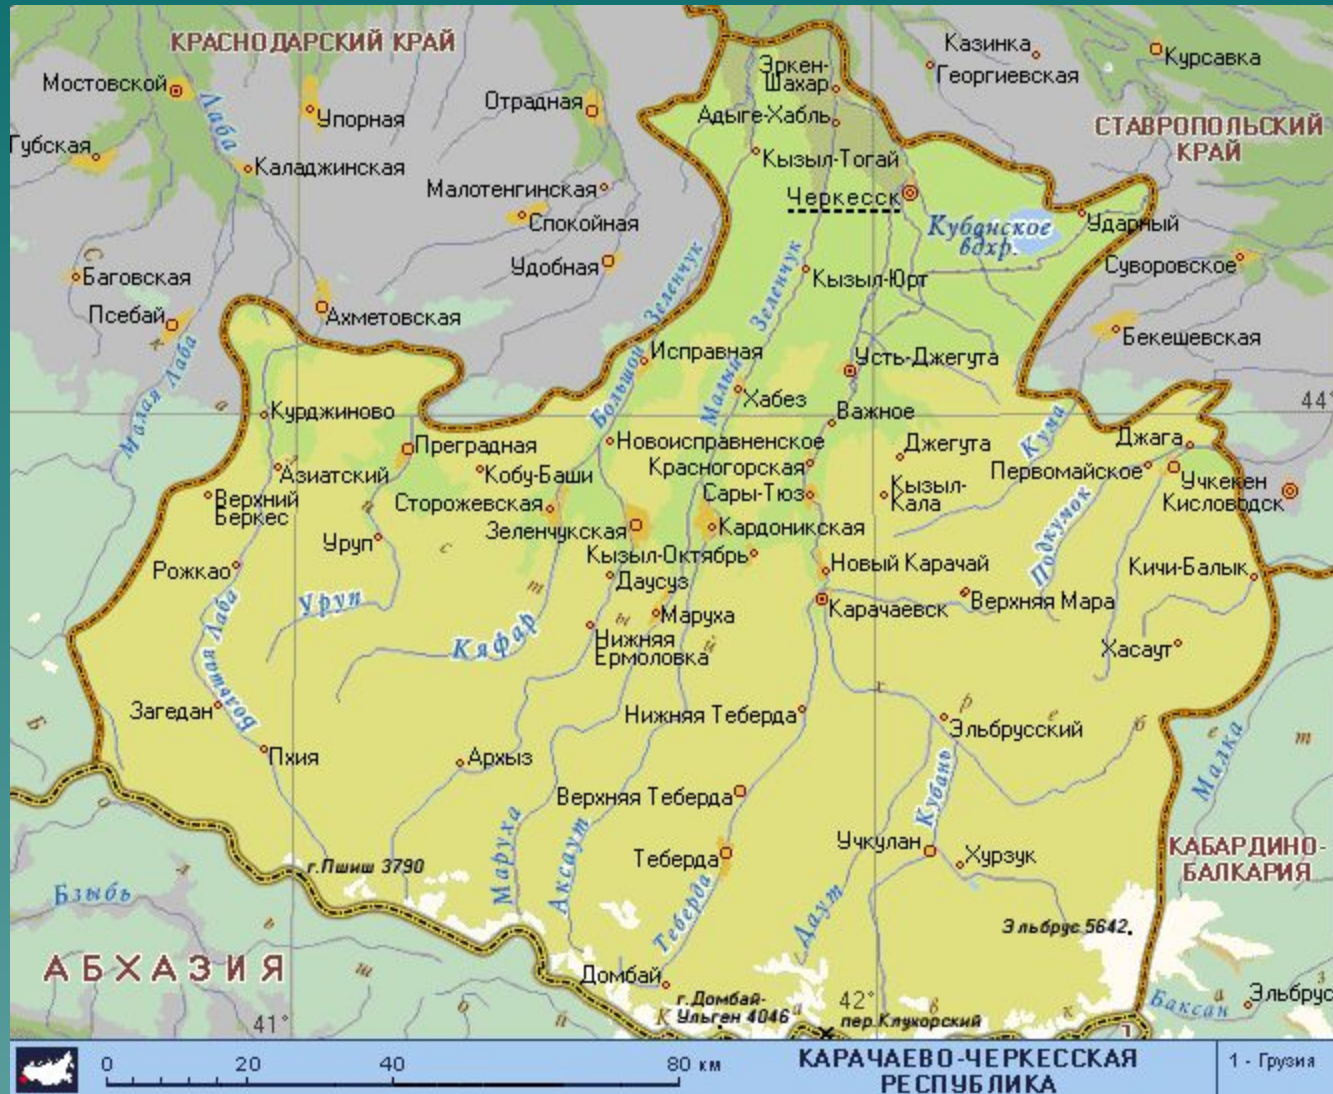 КРАСНОДАРСКИЙ КРАЙ
Казинка
Курсавка
Георгиевская
Эркен-
Шахар
Мостовской
Лаба
Упорная
Отрадная
Адыге-Хабль
СТАВРОПОЛЬСКИЙ
КРАЙ
Губская
Каладжинская
Кызыл-Тогай
Малотенгинская
Черкесск
Спокойная
Кубанское
вдхр.
Ударный
Баговская
Удобная
Большой Зеленчук
Малый Зеленчук
Кызыл-Юрт
Суворовское
Псебай
Ахметовская
Бекешевская
Малая Лаба
Исправная
Усть-Джегута
Хабез
44°
Курджиново
Важное
Кума
Преградная
Новоисправненское
Джегута
Джага
Азиатский
Кобу-Баши
Красногорская
Первомайское
Учкекен
Верхний
Беркес
Сторожевская
Сары-Тюз
Кызыл-
Кала
Кисловодск
Зеленчукская
Кардоникская
Подкумок
Уруп
Кызыл-Октябрь
Рожкао
Даусуз
Новый Карачай
Кичи-Балык
Большая Лаба
Уруп
Маруха
Карачаевск
Верхняя Мара
Кяфар
Нижняя
Ермоловка
Хасаут
Загедан
Нижняя Теберда
Эльбрусский
Малка
Пхия
Архыз
Кубань
Верхняя Теберда
Маруха
Аксаут
Теберда
Учкулан
Хурзук
КАБАРДИНО-
БАЛКАРИЯ
г.Пшиш 3790
Бзыбь
Теберда
Даут
Эльбрус 5642
АБХАЗИЯ
Домбай
г.Домбай-
Ульген 4046
42°
пер.Клухорский
Баксан
Эльбрус
41°
1
Скалистый хребет
Большой Кавказ
0 20 40 80 км
КАРАЧАЕВО-ЧЕРКЕССКАЯ
РЕСПУБЛИКА
1 - Грузия